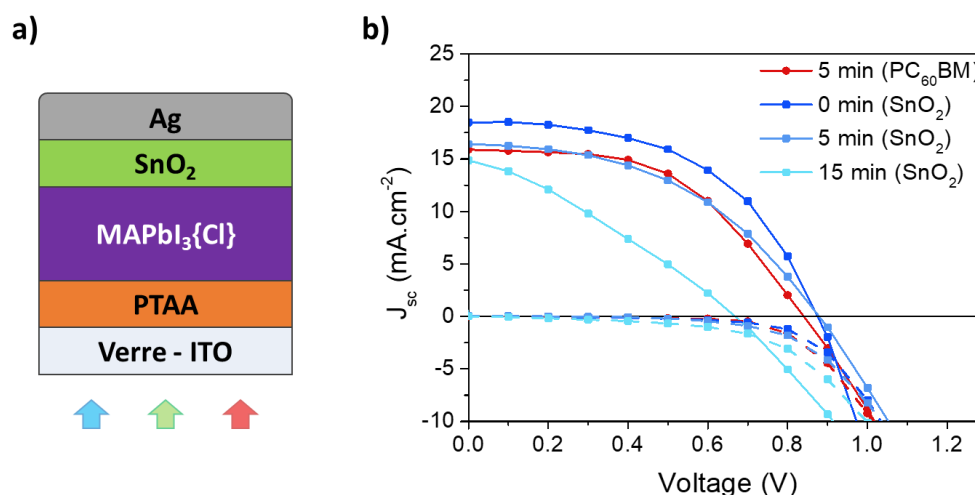 a)
Ag
SnO₂
MAPbI₃{Cl}
PTAA
Verre - ITO
b)
J_sc (mA.cm⁻²)
25
20
15
10
5
0
-5
-10
0.0 0.2 0.4 0.6 0.8 1.0 1.2
Voltage (V)
5 min (PC₆₀BM)
0 min (SnO₂)
5 min (SnO₂)
15 min (SnO₂)